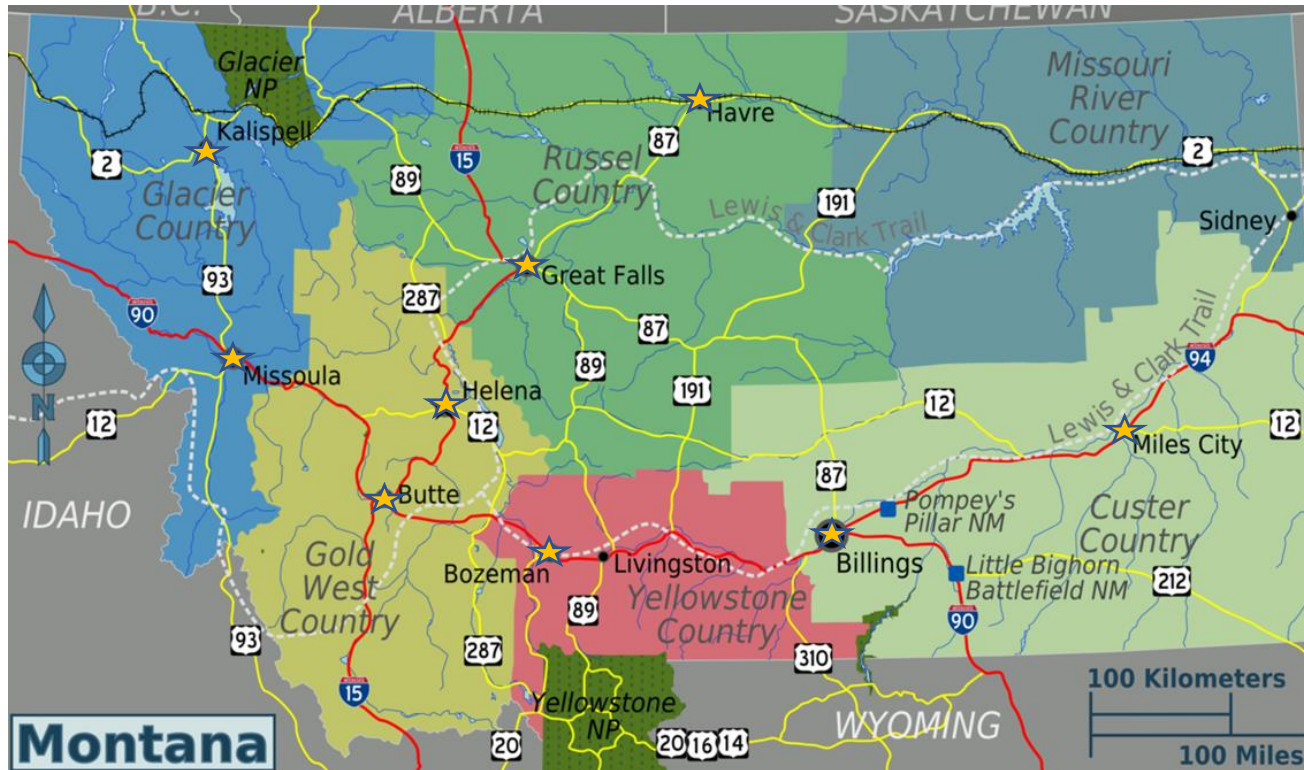 B.C.
ALBERTA
SASKATCHEWAN
Glacier
NP
Missouri
River
Country
Kalispell
Havre
2
15
87
Russel
Country
2
89
Glacier
Country
191
Lewis & Clark Trail
Sidney
93
Great Falls
287
90
87
89
Lewis & Clark Trail
94
Missoula
Helena
191
12
N
12
12
12
Miles City
87
Butte
Pompey's
Pillar NM
IDAHO
Custer
Country
Gold
West
Country
Bozeman
Livingston
Billings
Little Bighorn
Battlefield NM
212
Yellowstone
Country
89
90
93
287
310
15
Yellowstone
NP
100 Kilometers
WYOMING
Montana
20
20
16
14
100 Miles